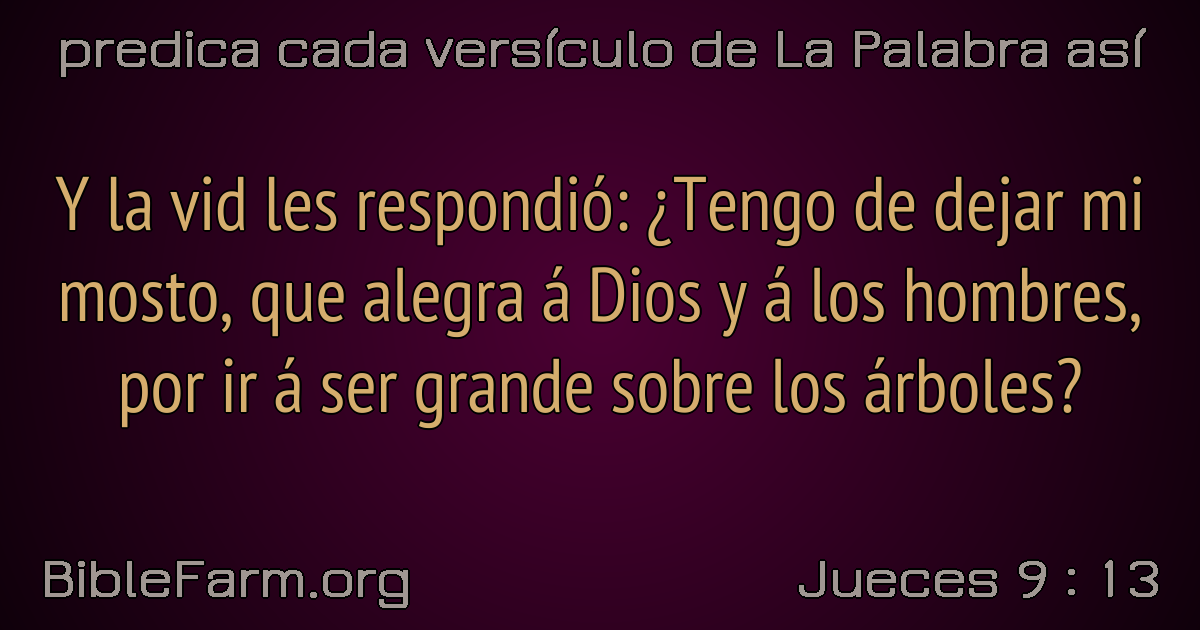 predica cada versículo de La Palabra así
Y la vid les respondió: ¿Tengo de dejar mi
mosto, que alegra á Dios y á los hombres,
por ir á ser grande sobre los árboles?
BibleFarm.org
Jueces 9 : 13